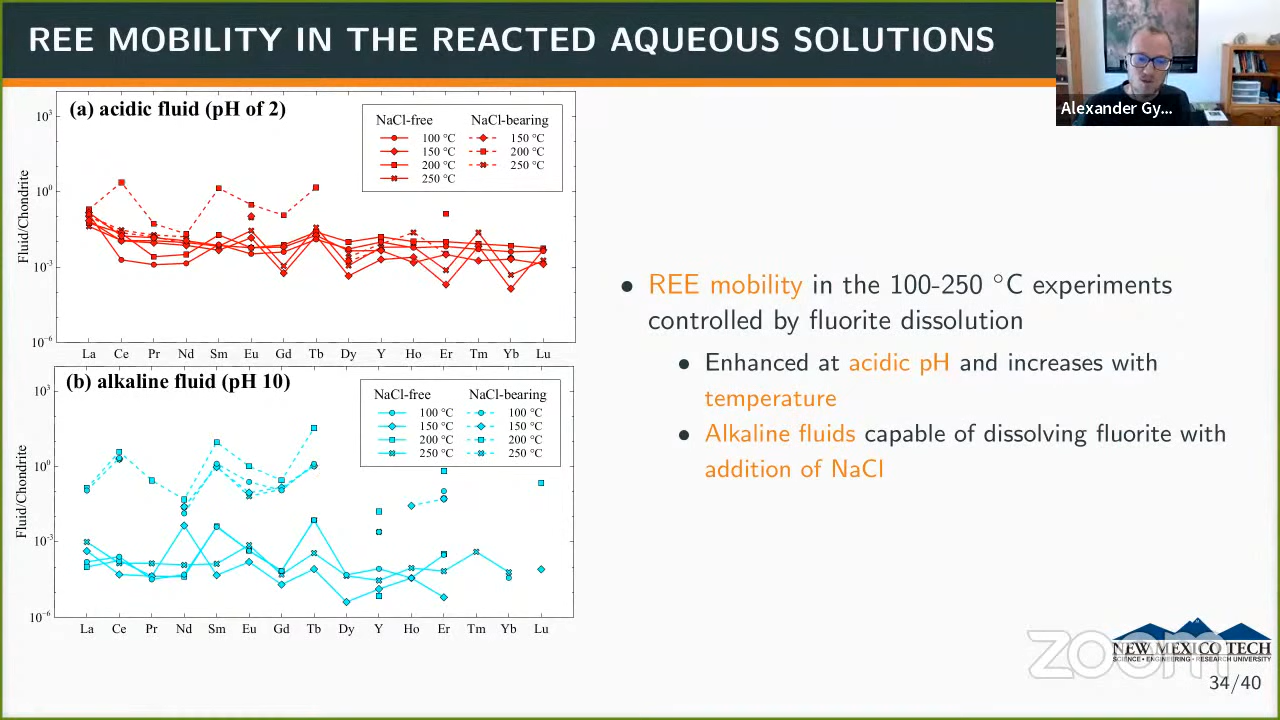 REE MOBILITY IN THE REACTED AQUEOUS SOLUTIONS
Alexander Gy...
(a) acidic fluid (pH of 2)
NaCl-free NaCl-bearing
100 °C 150 °C
150 °C 200 °C
200 °C 250 °C
250 °C
Fluid/Chondrite
10³
10⁰
10⁻³
10⁻⁶
La Ce Pr Nd Sm Eu Gd Tb Dy Y Ho Er Tm Yb Lu
(b) alkaline fluid (pH 10)
NaCl-free NaCl-bearing
100 °C 100 °C
150 °C 150 °C
200 °C 200 °C
250 °C 250 °C
Fluid/Chondrite
10³
10⁰
10⁻³
10⁻⁶
La Ce Pr Nd Sm Eu Gd Tb Dy Y Ho Er Tm Yb Lu
• REE mobility in the 100-250 °C experiments
controlled by fluorite dissolution
• Enhanced at acidic pH and increases with
temperature
• Alkaline fluids capable of dissolving fluorite with
addition of NaCl
zoom
NEW MEXICO TECH
SCIENCE • ENGINEERING • RESEARCH UNIVERSITY
34/40